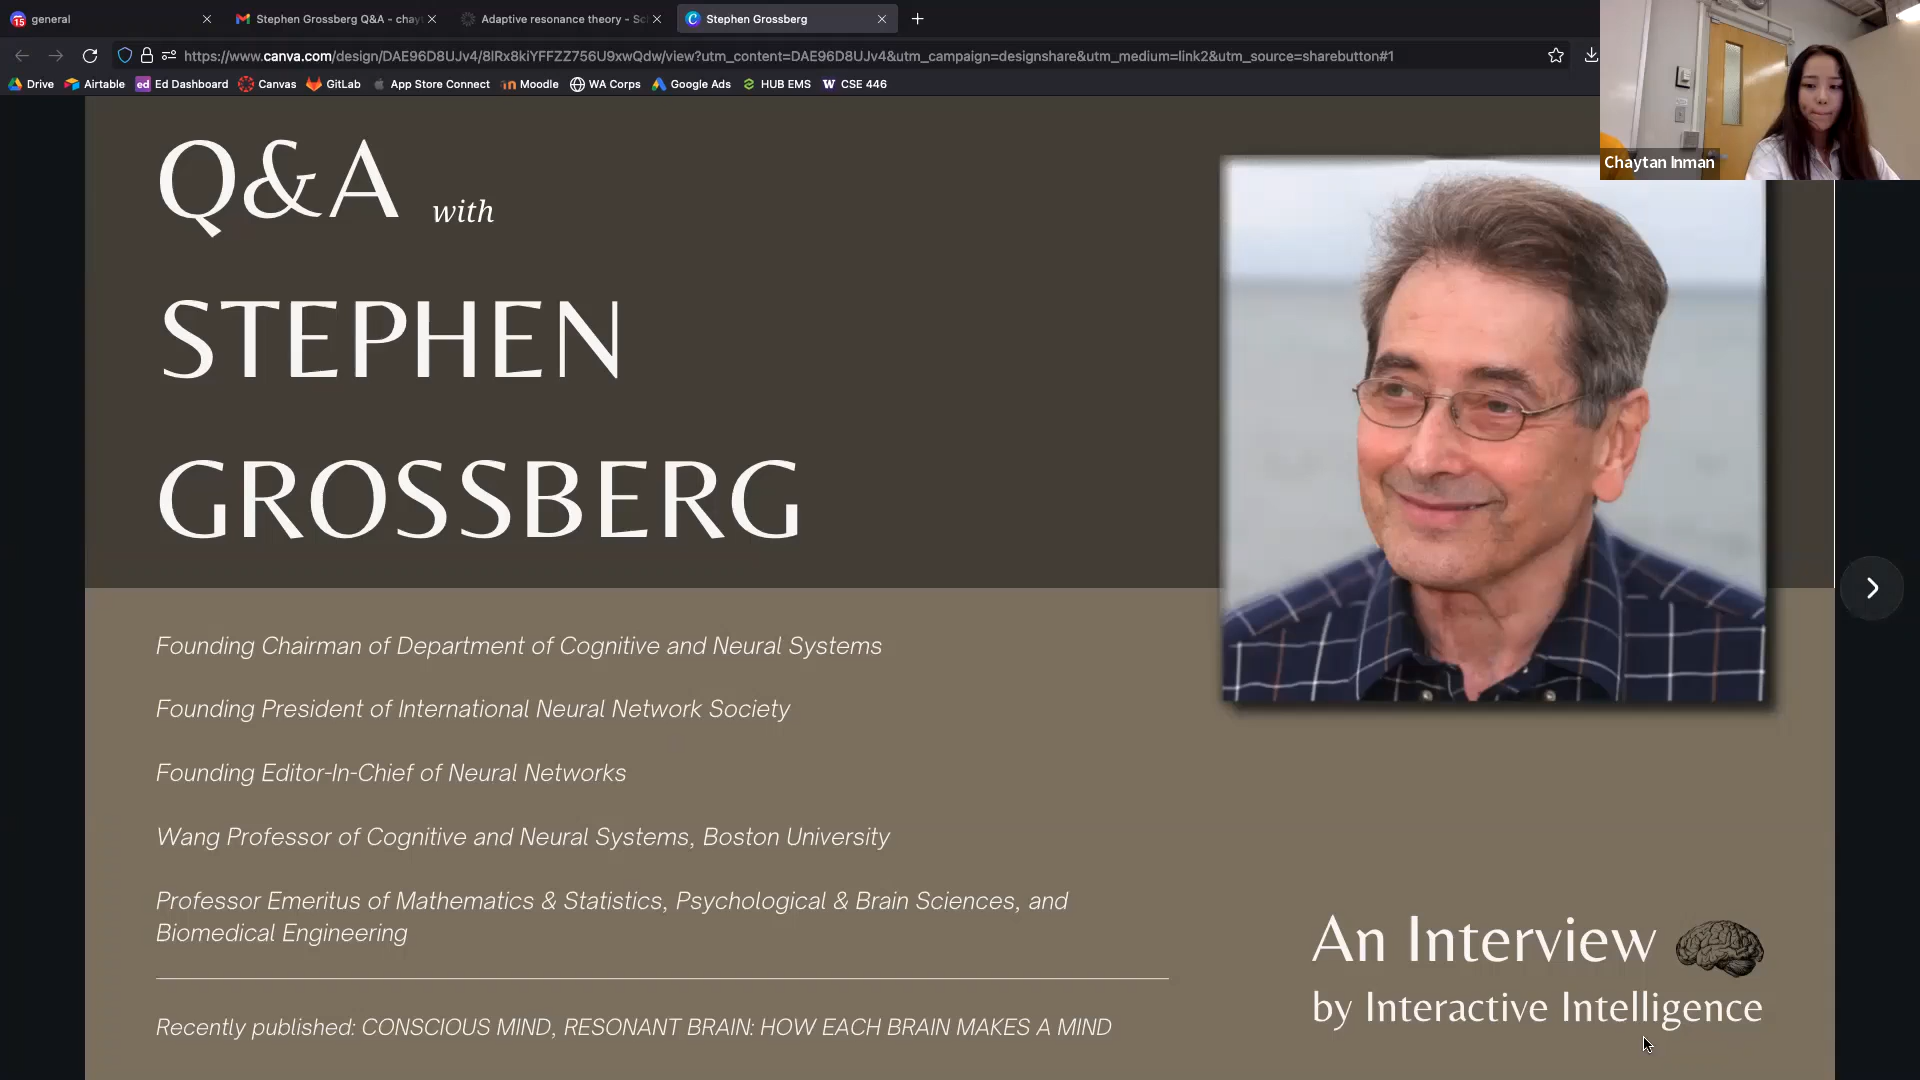 general
Stephen Grossberg Q&A - chay
Adaptive resonance theory - Sc
Stephen Grossberg
https://www.canva.com/design/DAE96D8UJv4/8lRx8kiYFFZZ756U9xwQdw/view?utm_content=DAE96D8UJv4&utm_campaign=designshare&utm_medium=link2&utm_source=sharebutton#1
Drive
Airtable
ed Ed Dashboard
Canvas
GitLab
App Store Connect
Moodle
WA Corps
Google Ads
HUB EMS
W CSE 446
Chaytan Inman
Q&A with
STEPHEN
GROSSBERG
Founding Chairman of Department of Cognitive and Neural Systems
Founding President of International Neural Network Society
Founding Editor-In-Chief of Neural Networks
Wang Professor of Cognitive and Neural Systems, Boston University
Professor Emeritus of Mathematics & Statistics, Psychological & Brain Sciences, and
Biomedical Engineering
Recently published: CONSCIOUS MIND, RESONANT BRAIN: HOW EACH BRAIN MAKES A MIND
An Interview
by Interactive Intelligence